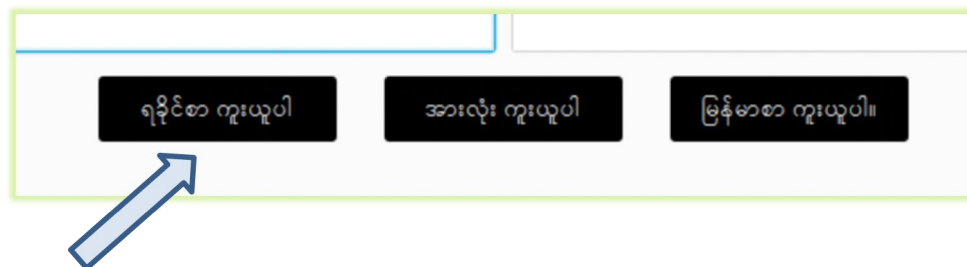 ရခိုင်စာ ကူးယူပါ
အားလုံး ကူးယူပါ
မြန်မာစာ ကူးယူပါ။